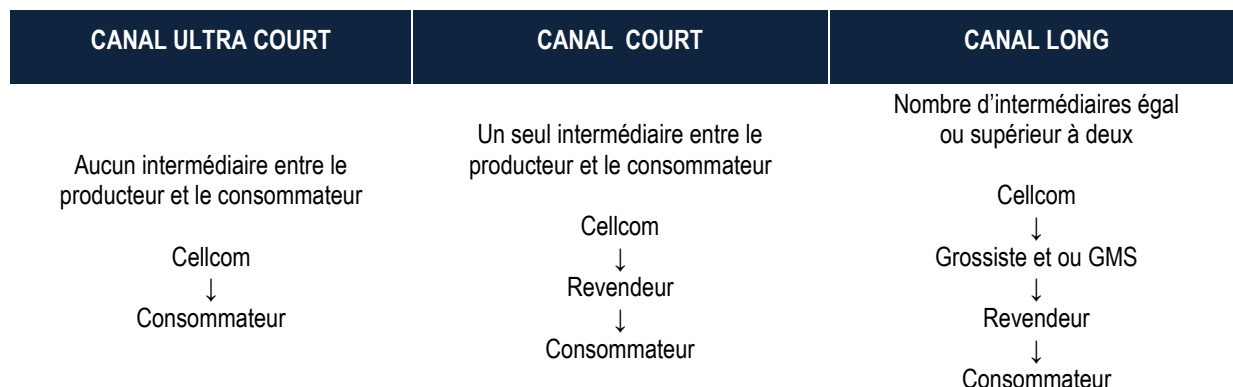 CANAL ULTRA COURT
Aucun intermédiaire entre le
producteur et le consommateur
Cellcom
↓
Consommateur
CANAL COURT
Un seul intermédiaire entre le
producteur et le consommateur
Cellcom
↓
Revendeur
↓
Consommateur
CANAL LONG
Nombre d'intermédiaires égal
ou supérieur à deux
Cellcom
↓
Grossiste et ou GMS
↓
Revendeur
↓
Consommateur